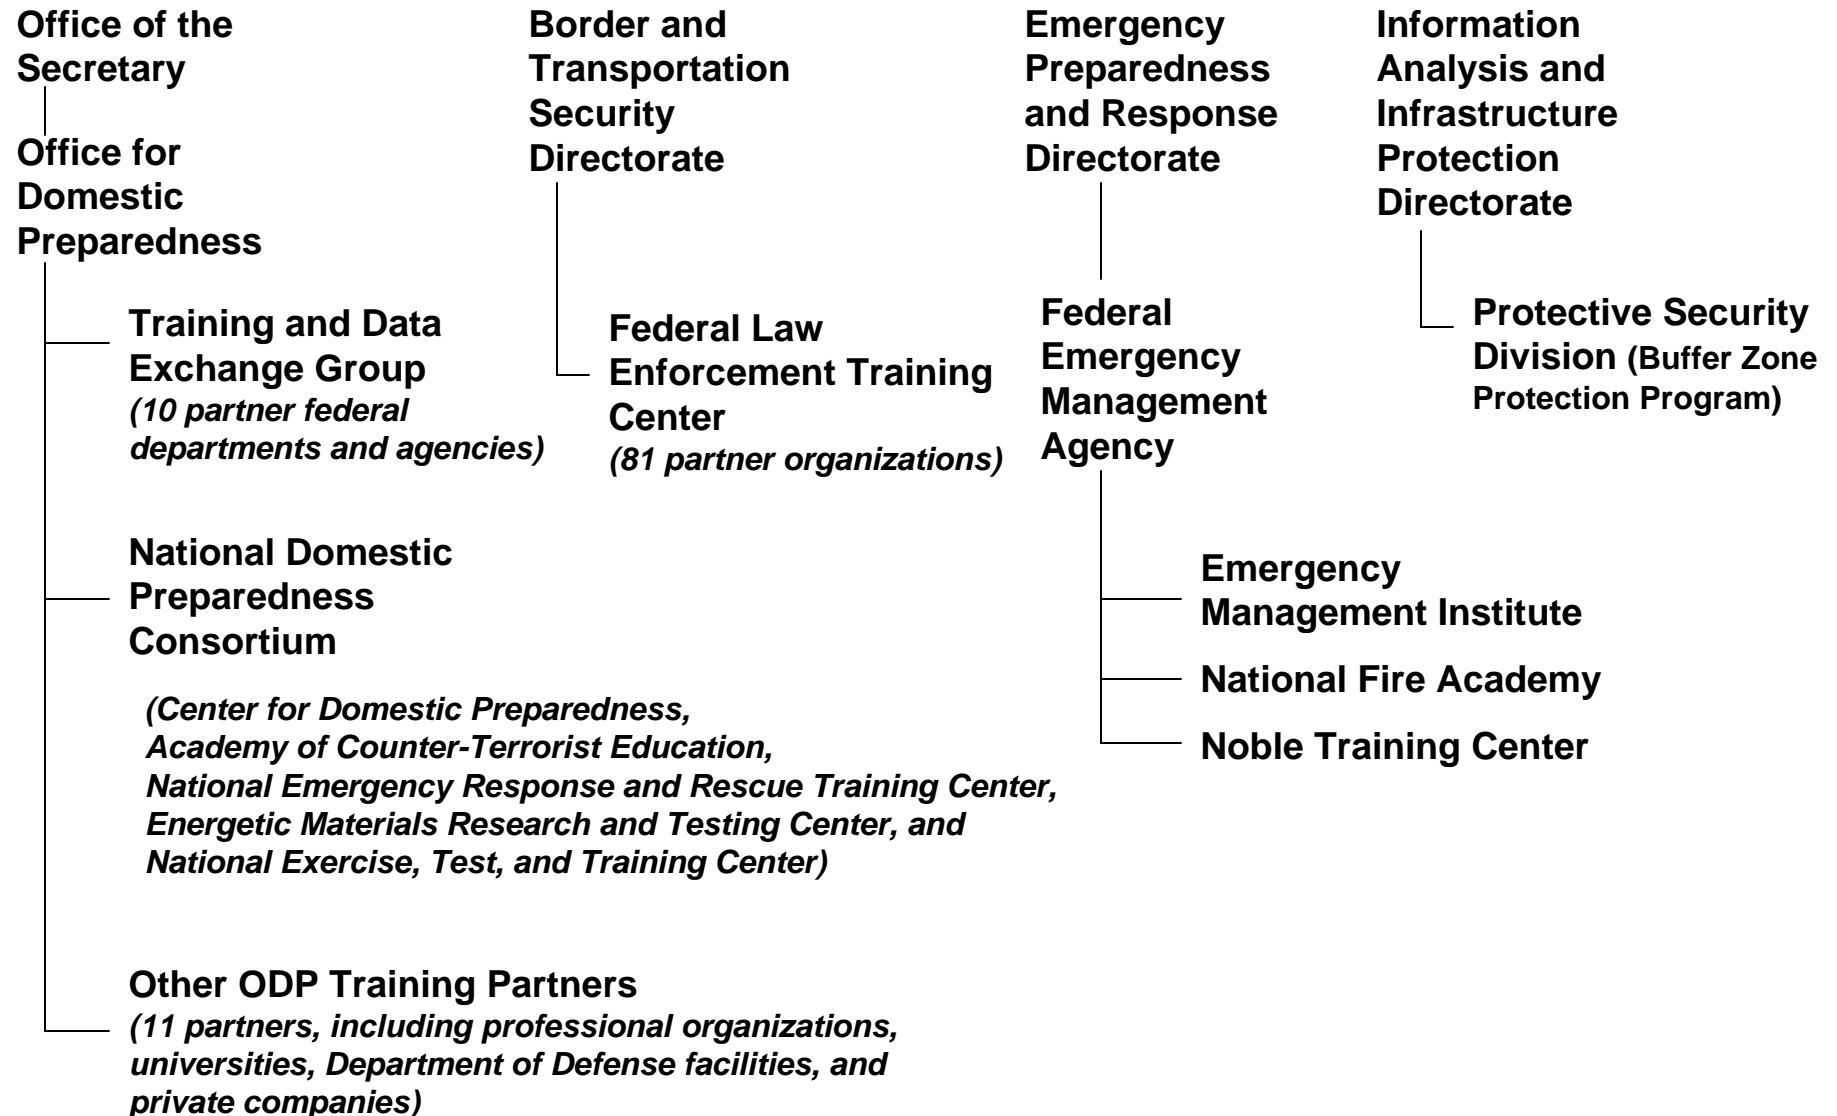 Office of the
Secretary
Office for
Domestic
Preparedness
Training and Data
Exchange Group
(10 partner federal
departments and agencies)
National Domestic
Preparedness
Consortium
(Center for Domestic Preparedness,
Academy of Counter-Terrorist Education,
National Emergency Response and Rescue Training Center,
Energetic Materials Research and Testing Center, and
National Exercise, Test, and Training Center)
Other ODP Training Partners
(11 partners, including professional organizations,
universities, Department of Defense facilities, and
private companies)
Border and
Transportation
Security
Directorate
Federal Law
Enforcement Training
Center
(81 partner organizations)
Emergency
Preparedness
and Response
Directorate
Federal
Emergency
Management
Agency
Emergency
Management Institute
National Fire Academy
Noble Training Center
Information
Analysis and
Infrastructure
Protection
Directorate
Protective Security
Division (Buffer Zone
Protection Program)